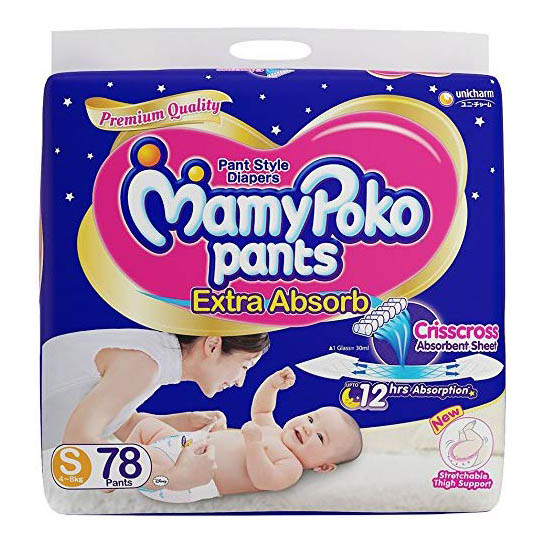 unicharm
ユニ・チャーム
Premium Quality
Pant Style
Diapers
MamyPoko
pants
Extra Absorb
Crisscross
Absorbent Sheet
▲1 Glass= 30ml
UPTO
12 hrs Absorption
New
Stretchable
Thigh Support
S
4~8kg
78
Pants
Disney